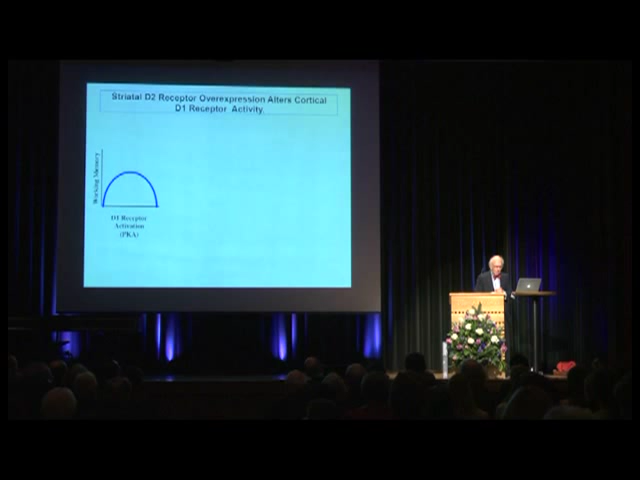 Striatal D2 Receptor Overexpression Alters Cortical
D1 Receptor Activity
Working Memory
D1 Receptor
Activation
(PKA)